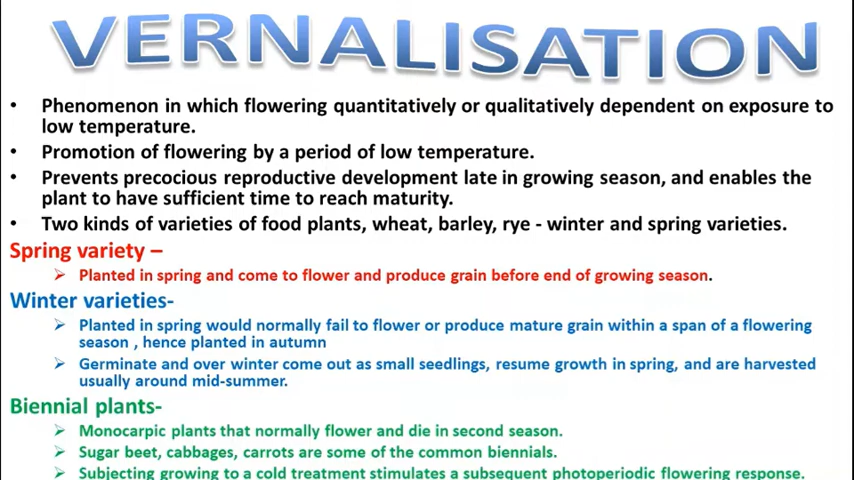 VERNALISATION
• Phenomenon in which flowering quantitatively or qualitatively dependent on exposure to
low temperature.
• Promotion of flowering by a period of low temperature.
• Prevents precocious reproductive development late in growing season, and enables the
plant to have sufficient time to reach maturity.
• Two kinds of varieties of food plants, wheat, barley, rye - winter and spring varieties.
Spring variety –
➢ Planted in spring and come to flower and produce grain before end of growing season.
Winter varieties-
➢ Planted in spring would normally fail to flower or produce mature grain within a span of a flowering
season , hence planted in autumn
➢ Germinate and over winter come out as small seedlings, resume growth in spring, and are harvested
usually around mid-summer.
Biennial plants-
➢ Monocarpic plants that normally flower and die in second season.
➢ Sugar beet, cabbages, carrots are some of the common biennials.
➢ Subjecting growing to a cold treatment stimulates a subsequent photoperiodic flowering response.